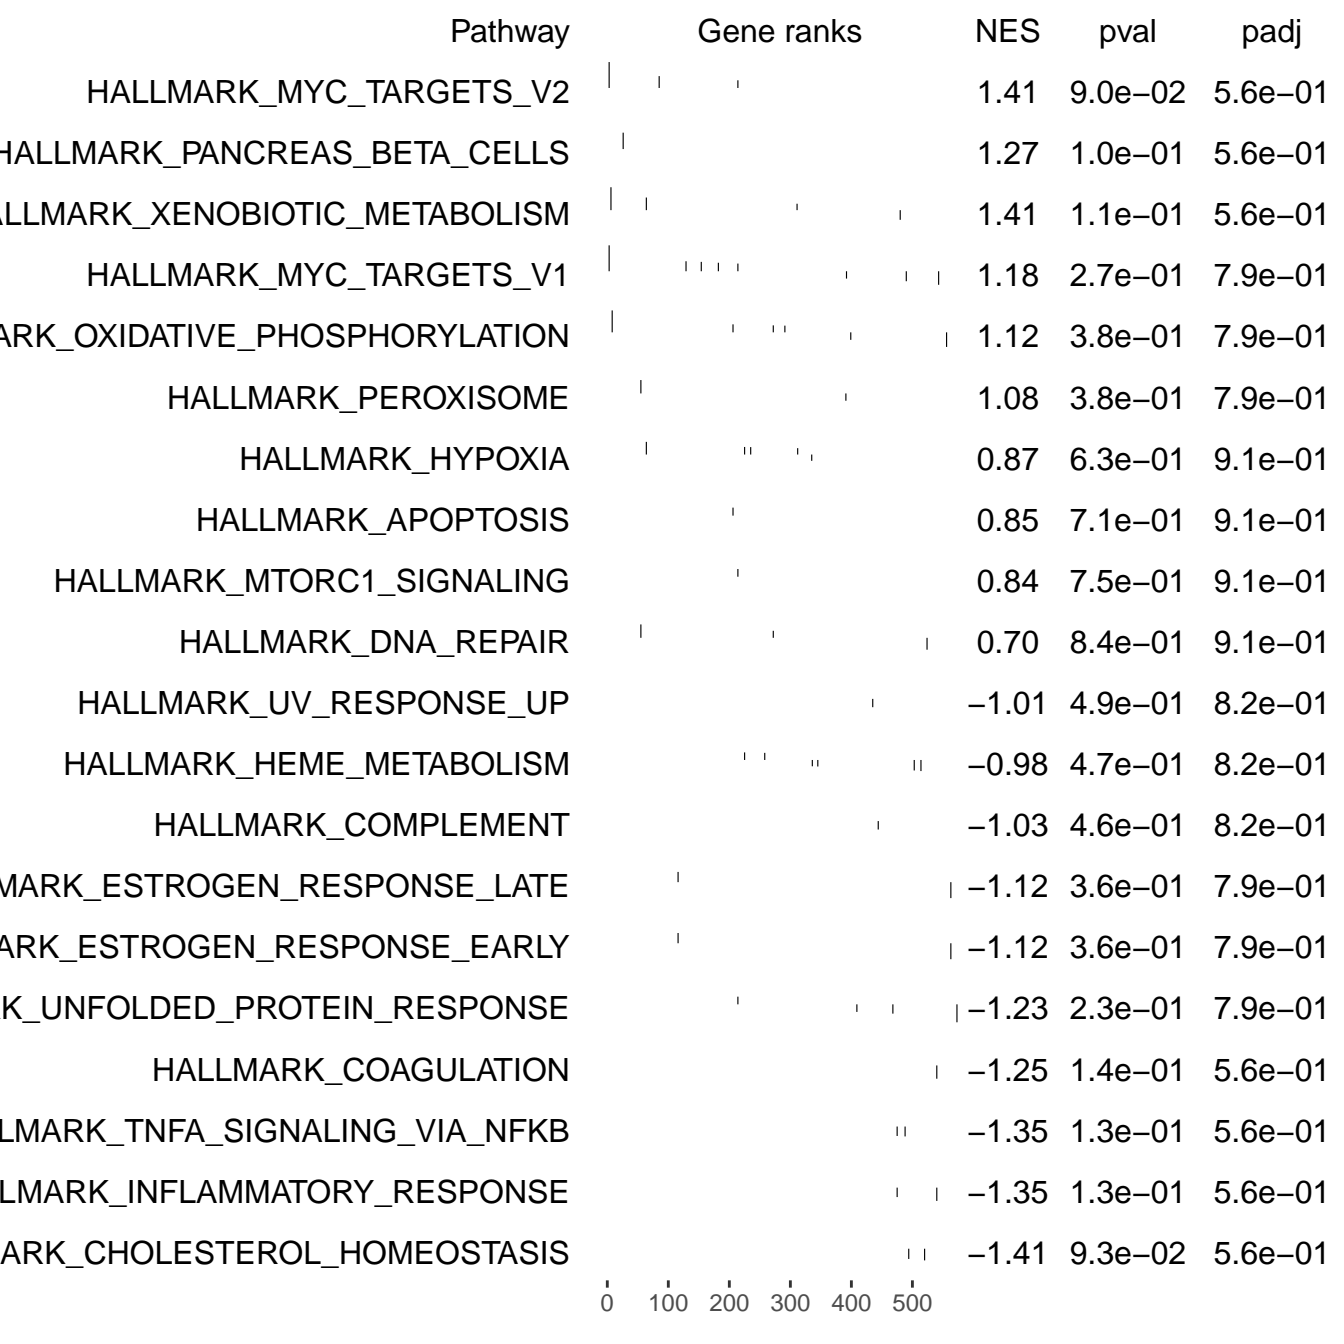 Pathway Gene ranks NES pval padj
HALLMARK_MYC_TARGETS_V2 1.41 9.0e−02 5.6e−01
HALLMARK_PANCREAS_BETA_CELLS 1.27 1.0e−01 5.6e−01
ALLMARK_XENOBIOTIC_METABOLISM 1.41 1.1e−01 5.6e−01
HALLMARK_MYC_TARGETS_V1 1.18 2.7e−01 7.9e−01
ARK_OXIDATIVE_PHOSPHORYLATION 1.12 3.8e−01 7.9e−01
HALLMARK_PEROXISOME 1.08 3.8e−01 7.9e−01
HALLMARK_HYPOXIA 0.87 6.3e−01 9.1e−01
HALLMARK_APOPTOSIS 0.85 7.1e−01 9.1e−01
HALLMARK_MTORC1_SIGNALING 0.84 7.5e−01 9.1e−01
HALLMARK_DNA_REPAIR 0.70 8.4e−01 9.1e−01
HALLMARK_UV_RESPONSE_UP −1.01 4.9e−01 8.2e−01
HALLMARK_HEME_METABOLISM −0.98 4.7e−01 8.2e−01
HALLMARK_COMPLEMENT −1.03 4.6e−01 8.2e−01
MARK_ESTROGEN_RESPONSE_LATE −1.12 3.6e−01 7.9e−01
ARK_ESTROGEN_RESPONSE_EARLY −1.12 3.6e−01 7.9e−01
K_UNFOLDED_PROTEIN_RESPONSE −1.23 2.3e−01 7.9e−01
HALLMARK_COAGULATION −1.25 1.4e−01 5.6e−01
LMARK_TNFA_SIGNALING_VIA_NFKB −1.35 1.3e−01 5.6e−01
LMARK_INFLAMMATORY_RESPONSE −1.35 1.3e−01 5.6e−01
ARK_CHOLESTEROL_HOMEOSTASIS −1.41 9.3e−02 5.6e−01
0 100 200 300 400 500